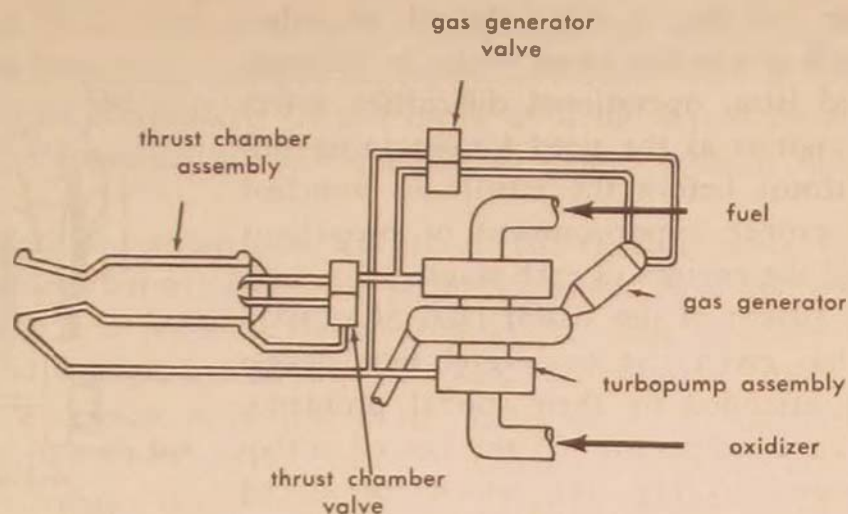 gas generator
valve
thrust chamber
assembly
fuel
gas generator
turbopump assembly
oxidizer
thrust chamber
valve